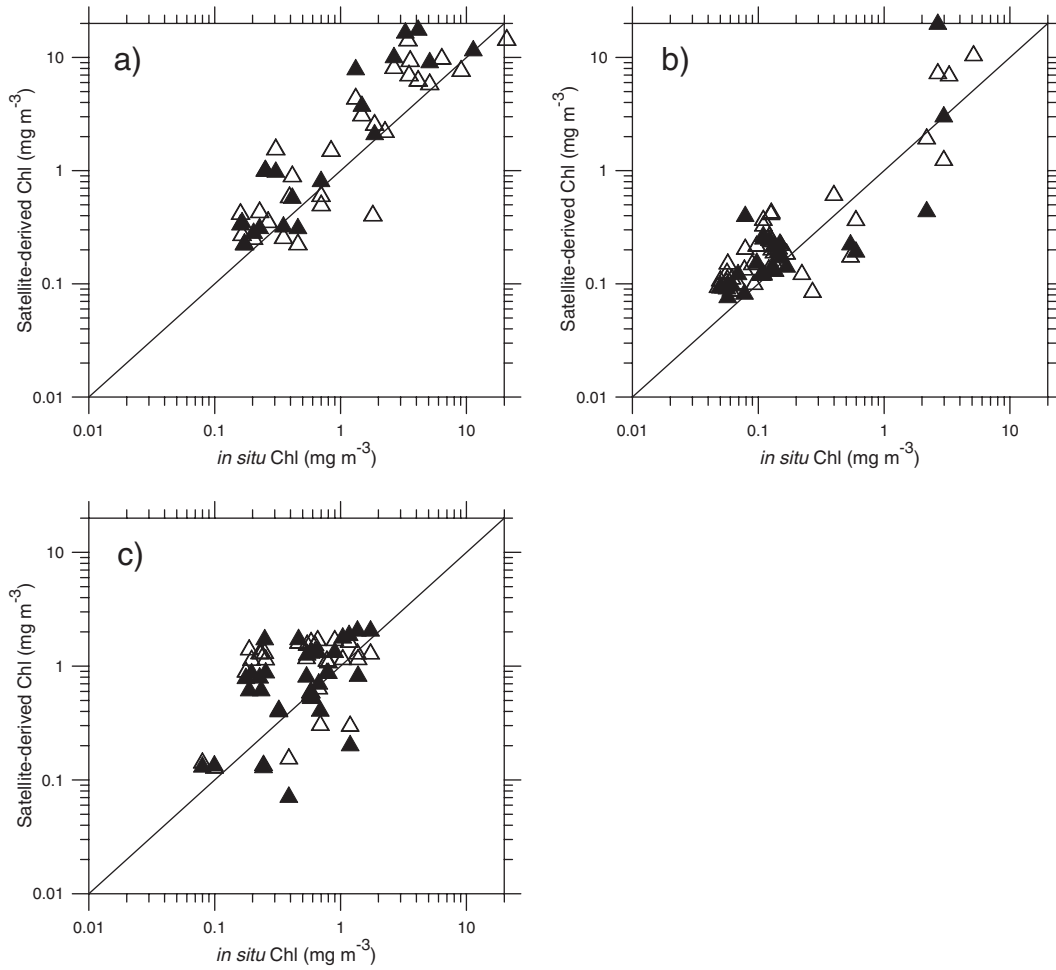 a)
10
1
0.1
0.01
Satellite-derived Chl (mg m⁻³)
0.01 0.1 1 10
in situ Chl (mg m⁻³)
b)
10
1
0.1
0.01
Satellite-derived Chl (mg m⁻³)
0.01 0.1 1 10
in situ Chl (mg m⁻³)
c)
10
1
0.1
0.01
Satellite-derived Chl (mg m⁻³)
0.01 0.1 1 10
in situ Chl (mg m⁻³)